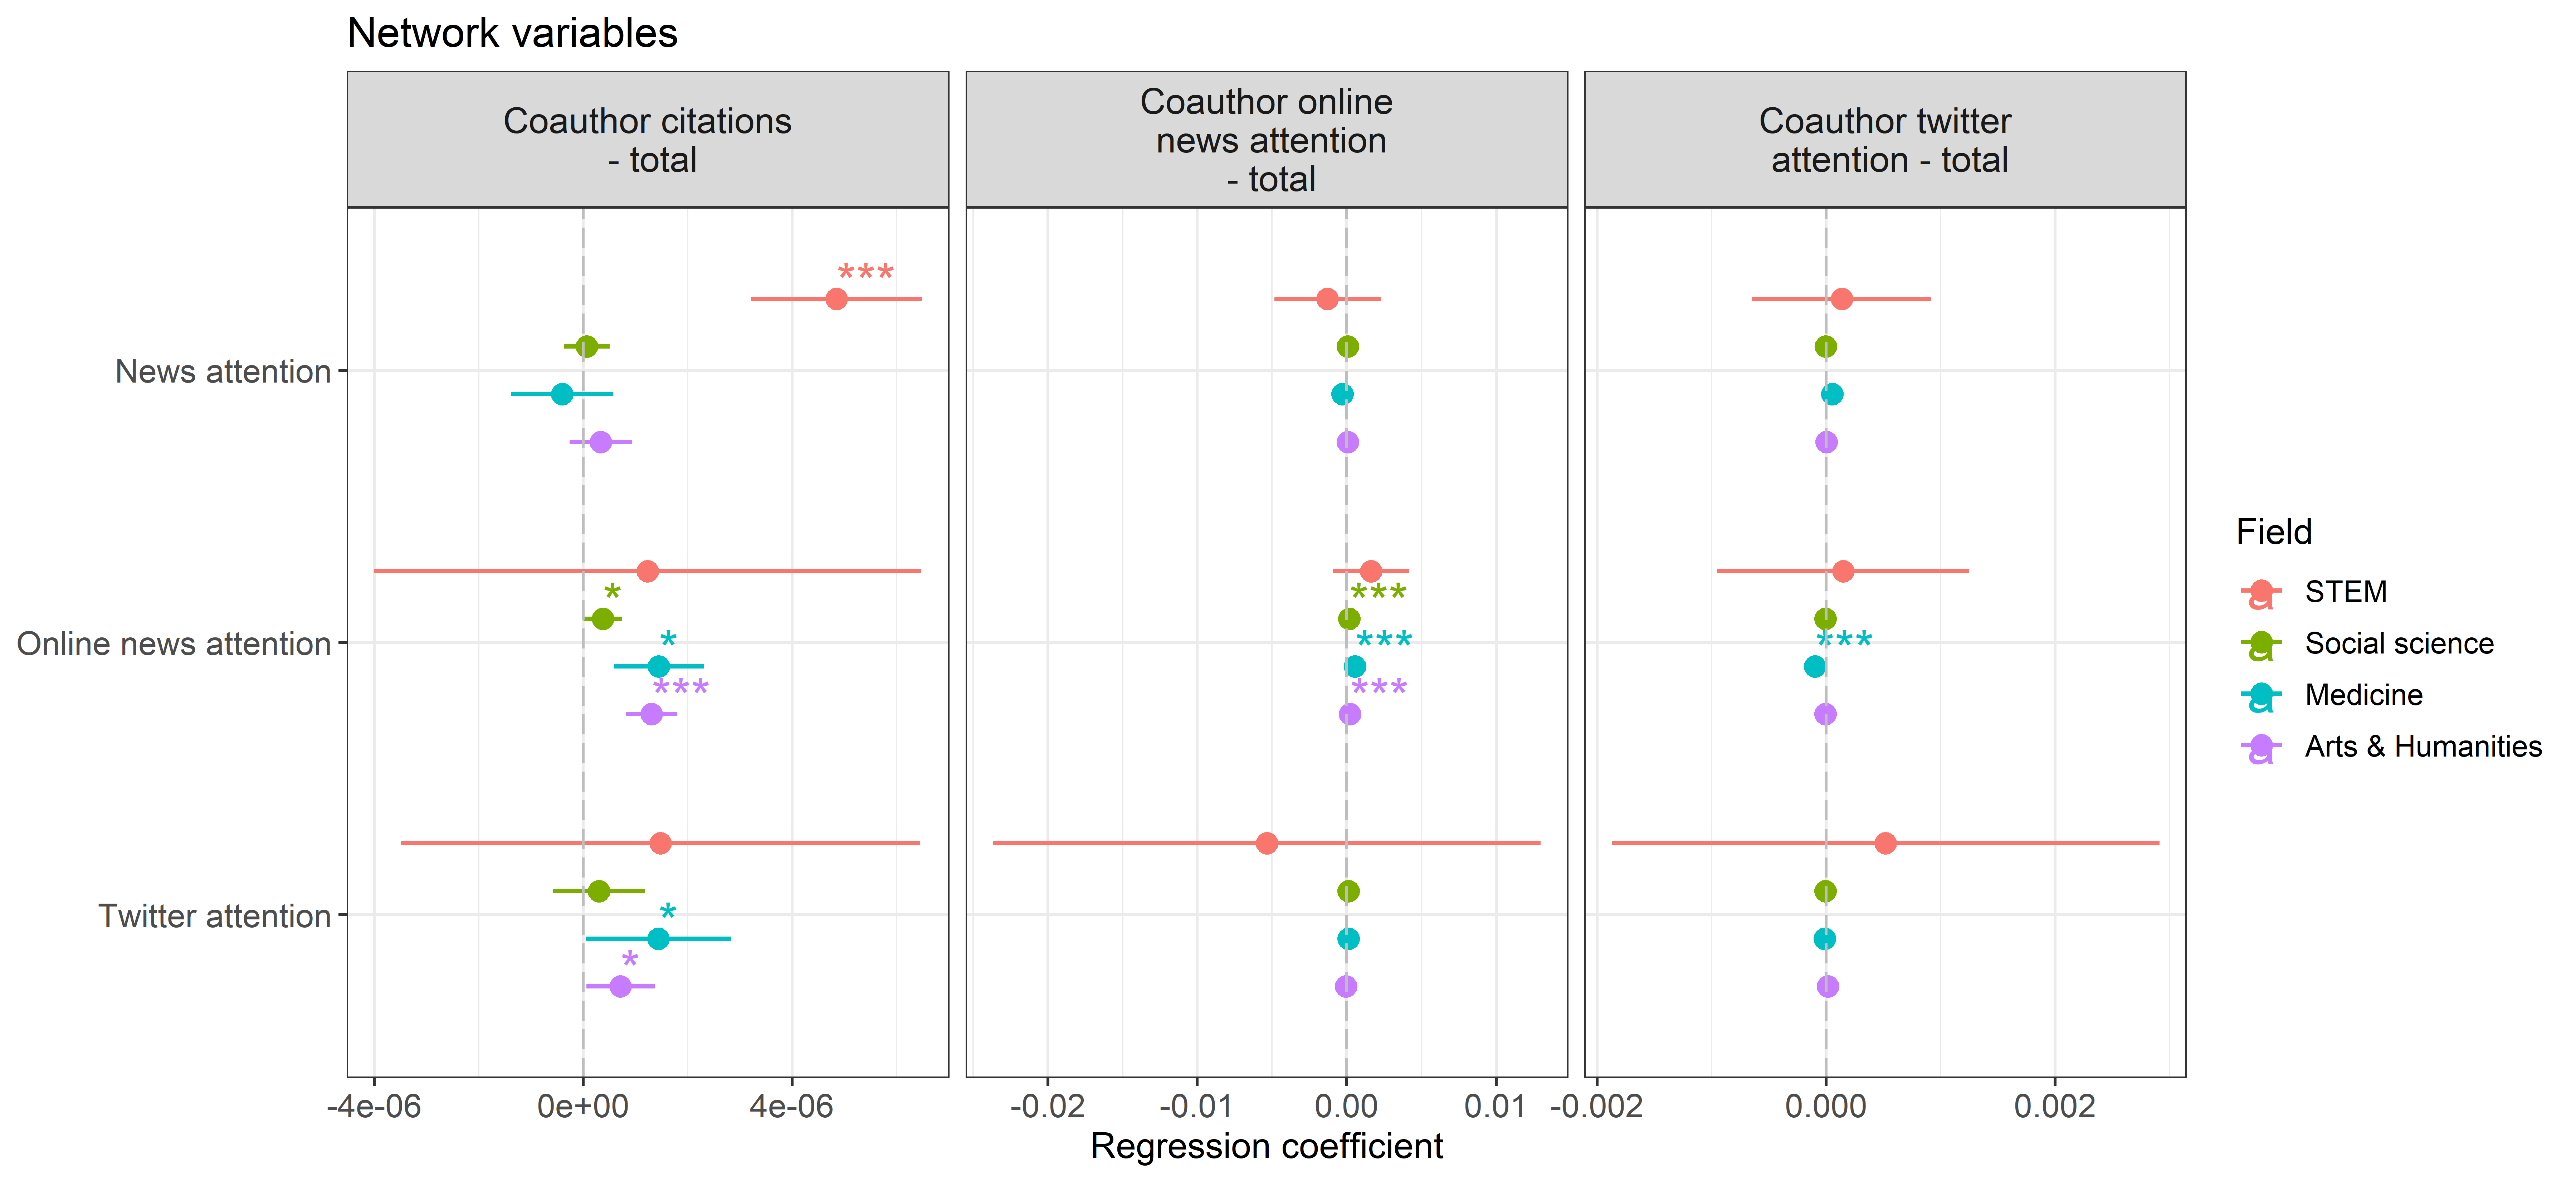 Network variables
Coauthor citations
- total
Coauthor online
news attention
- total
Coauthor twitter
attention - total
***
News attention
*
***
Online news attention
*
***
***
***
***
Twitter attention
*
*
-4e-06
0e+00
4e-06
-0.02
-0.01
0.00
0.01
-0.002
0.000
0.002
Regression coefficient
Field
a STEM
a Social science
a Medicine
a Arts & Humanities